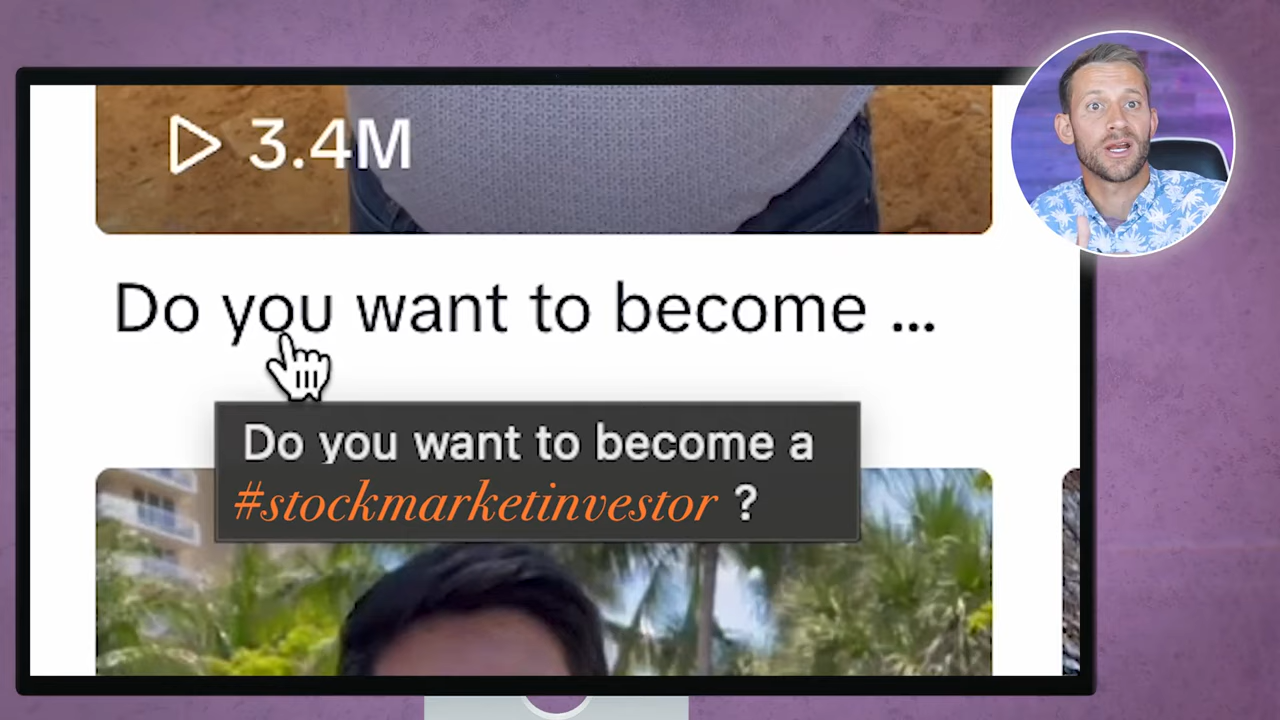 3.4M
Do you want to become ...
Do you want to become a
#stockmarketinvestor ?